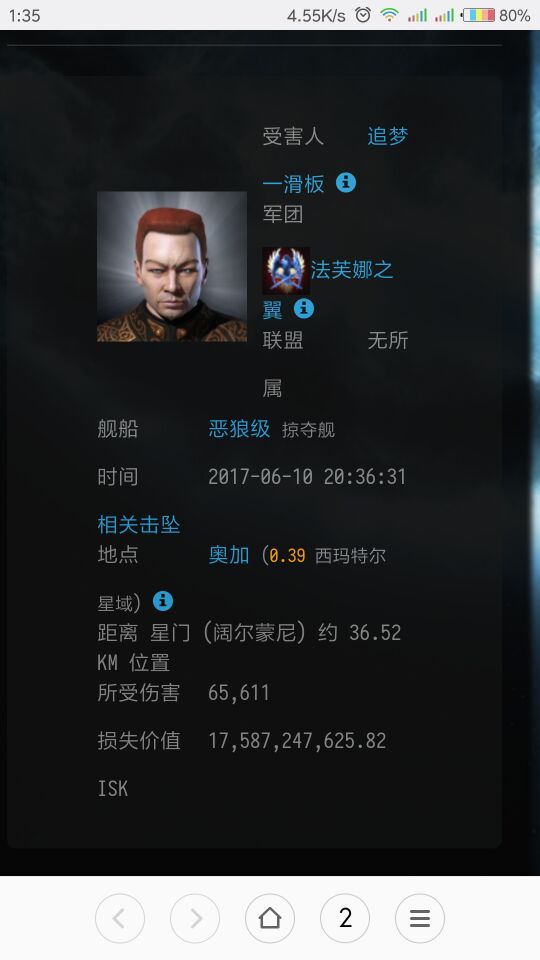 1:35
4.55K/s
80%
受害人 追梦
一滑板
军团
法芙娜之
翼
联盟 无所
属
舰船 恶狼级 掠夺舰
时间 2017-06-10 20:36:31
相关击坠
地点 奥加 (0.39 西玛特尔
星域)
距离 星门 (阔尔蒙尼) 约 36.52
KM 位置
所受伤害 65,611
损失价值 17,587,247,625.82
ISK
2